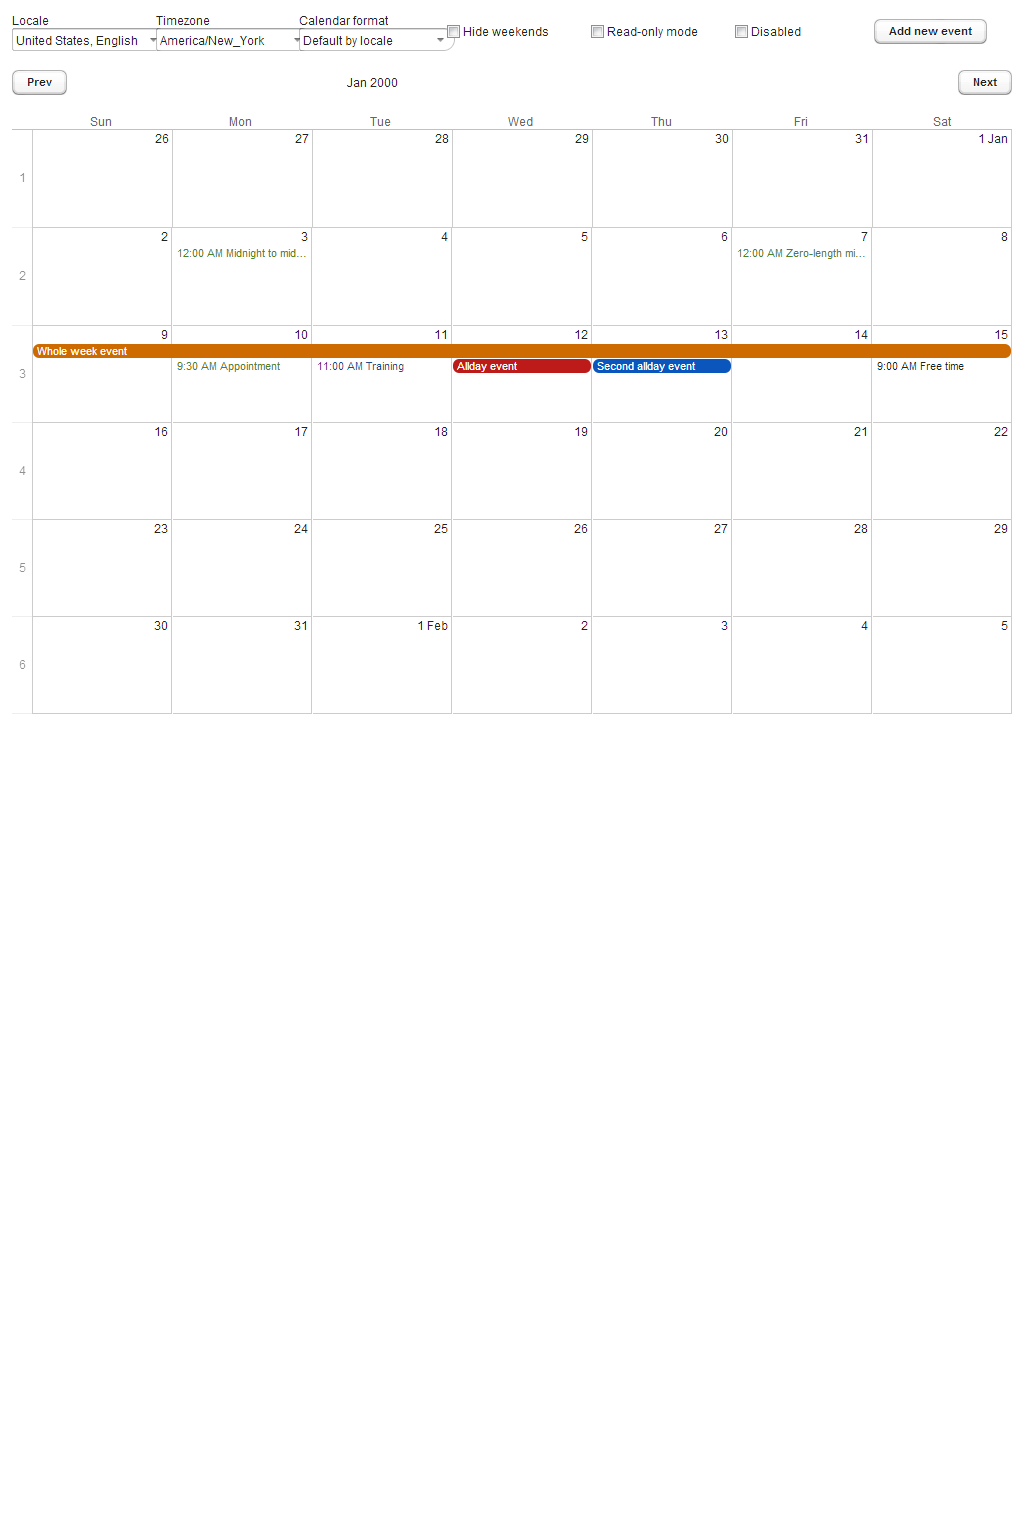 Locale Timezone Calendar format
United States, English America/New_York Default by locale Hide weekends Read-only mode Disabled Add new event
Prev Jan 2000 Next
Sun Mon Tue Wed Thu Fri Sat
26 27 28 29 30 31 1 Jan
1
2 3 4 5 6 7 8
12:00 AM Midnight to mid... 12:00 AM Zero-length mi...
2
9 10 11 12 13 14 15
Whole week event
9:30 AM Appointment 11:00 AM Training Allday event Second allday event 9:00 AM Free time
3
16 17 18 19 20 21 22
4
23 24 25 26 27 28 29
5
30 31 1 Feb 2 3 4 5
6